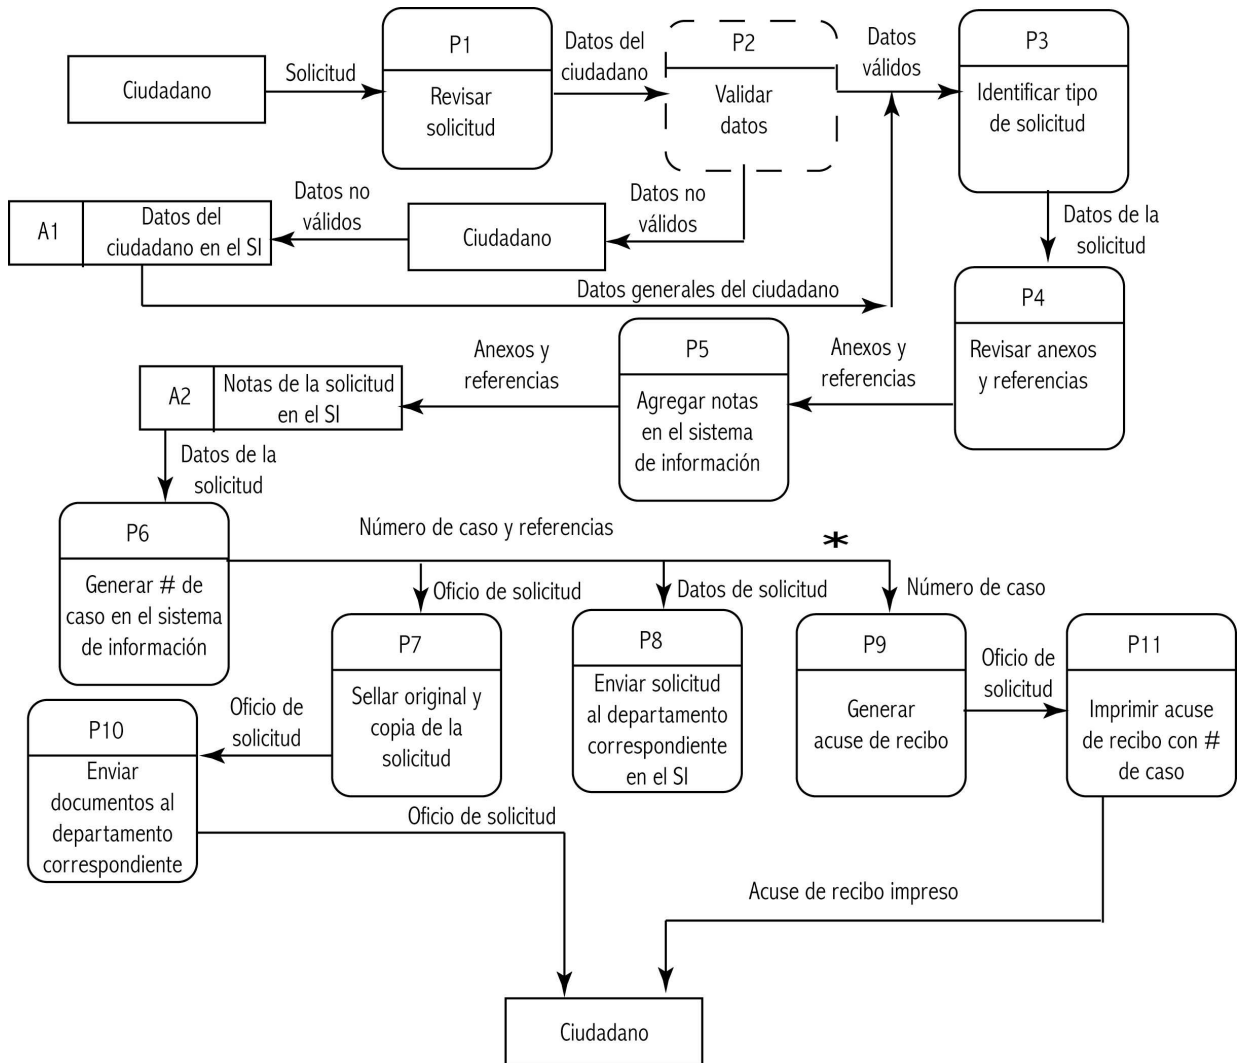 P1
Datos del
ciudadano
P2
Datos
válidos
P3
Ciudadano
Solicitud
Revisar
solicitud
Validar
datos
Identificar tipo
de solicitud
Datos no
válidos
Datos no
válidos
A1
Datos del
ciudadano en el SI
Ciudadano
Datos de la
solicitud
Datos generales del ciudadano
P4
Revisar anexos
y referencias
Anexos y
referencias
P5
Agregar notas
en el sistema
de información
Anexos y
referencias
A2
Notas de la solicitud
en el SI
Datos de la
solicitud
P6
Generar # de
caso en el sistema
de información
Número de caso y referencias
*
Oficio de solicitud
Datos de solicitud
Número de caso
P7
Sellar original y
copia de la
solicitud
P8
Enviar solicitud
al departamento
correspondiente
en el SI
P9
Generar
acuse de recibo
Oficio de
solicitud
P11
Imprimir acuse
de recibo con #
de caso
Oficio de
solicitud
P10
Enviar
documentos al
departamento
correspondiente
Oficio de solicitud
Acuse de recibo impreso
Ciudadano